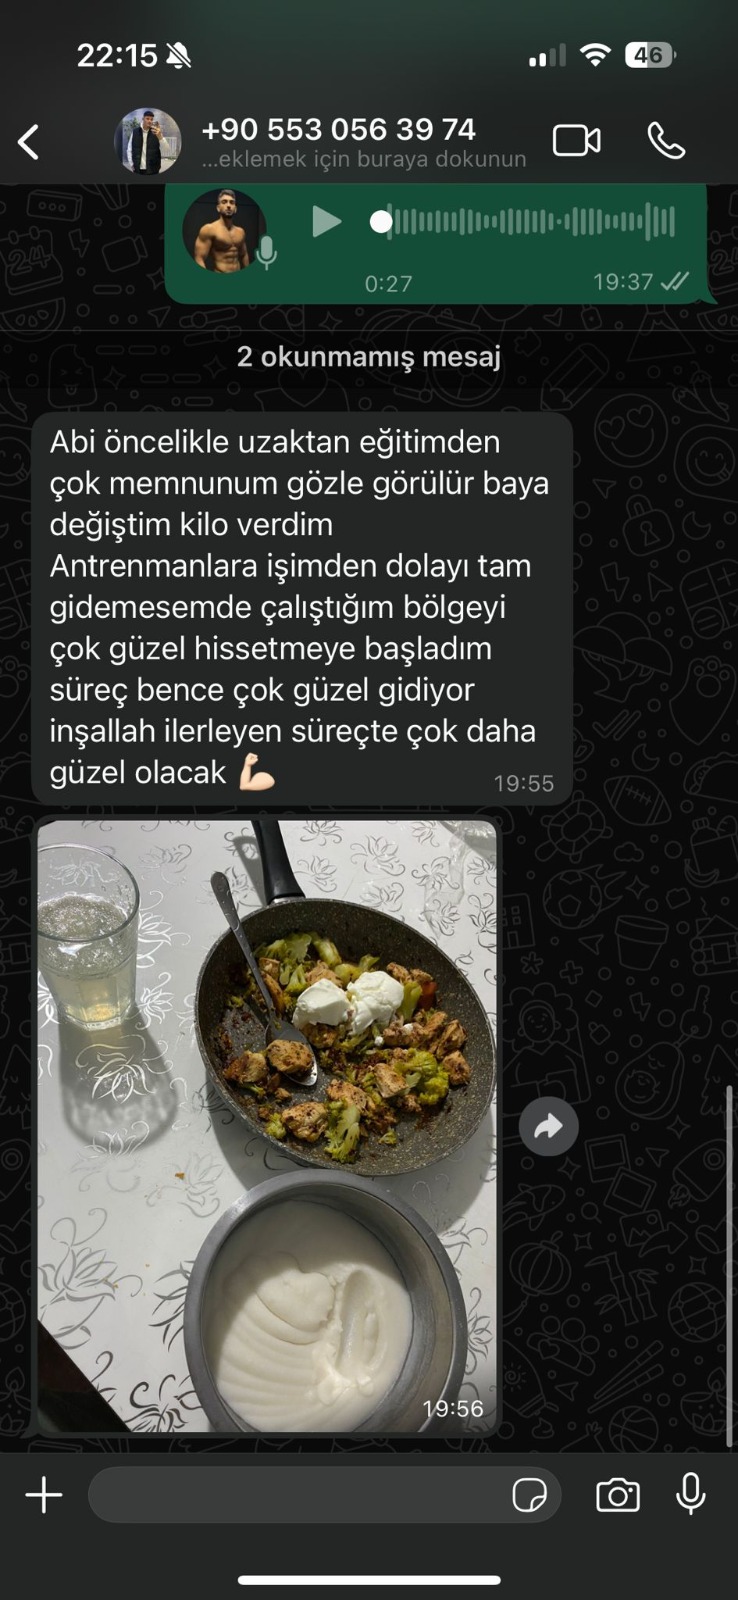 22:15
46
+90 553 056 39 74
...eklemek için buraya dokunun
0:27
19:37
2 okunmamış mesaj
Abi öncelikle uzaktan eğitimden
çok memnunum gözle görülür baya
değiştim kilo verdim
Antrenmanlara işimden dolayı tam
gidemesemde çalıştığım bölgeyi
çok güzel hissetmeye başladım
süreç bence çok güzel gidiyor
inşallah ilerleyen süreçte çok daha
güzel olacak 💪🏻
19:55
19:56